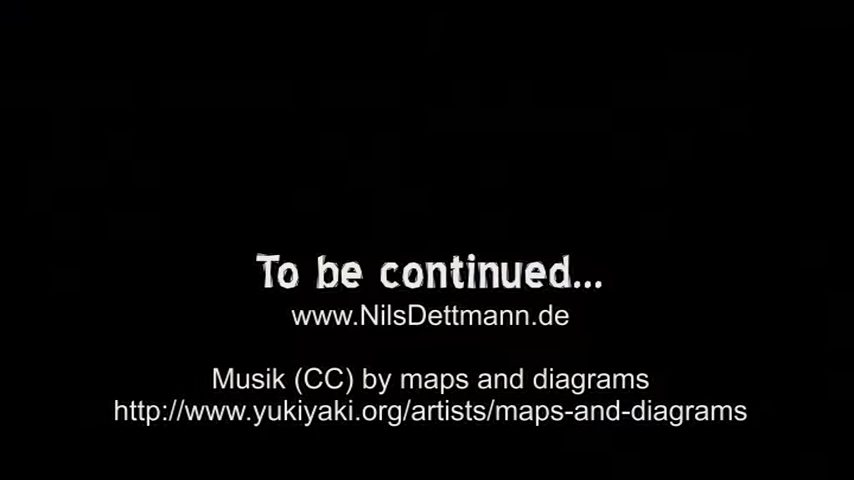 To be continued...
www.NilsDettmann.de
Musik (CC) by maps and diagrams
http://www.yukiyaki.org/artists/maps-and-diagrams